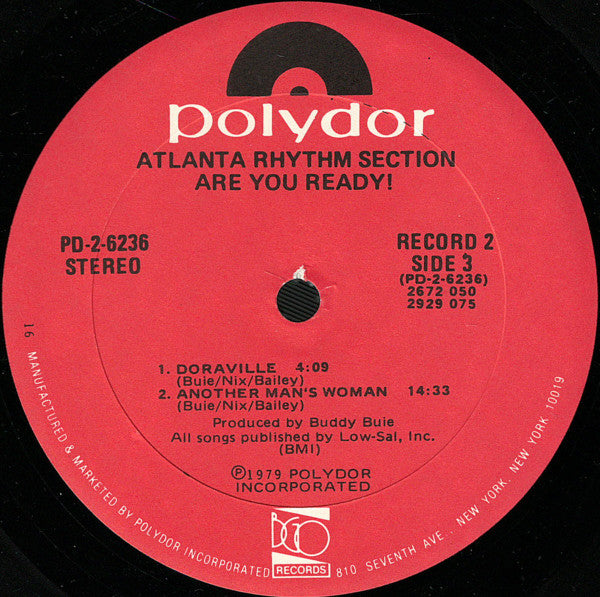 polydor
ATLANTA RHYTHM SECTION
ARE YOU READY!
PD-2-6236
STEREO
RECORD 2
SIDE 3
(PD-2-6236)
2672 050
2929 075
1. DORAVILLE 4:09
(Buie/Nix/Bailey)
2. ANOTHER MAN'S WOMAN 14:33
(Buie/Nix/Bailey)
Produced by Buddy Buie
All songs published by Low-Sal, Inc.
(BMI)
Ⓟ1979 POLYDOR
INCORPORATED
BGO
RECORDS
16 MANUFACTURED & MARKETED BY POLYDOR INCORPORATED 810 SEVENTH AVE., NEW YORK, NEW YORK 10019